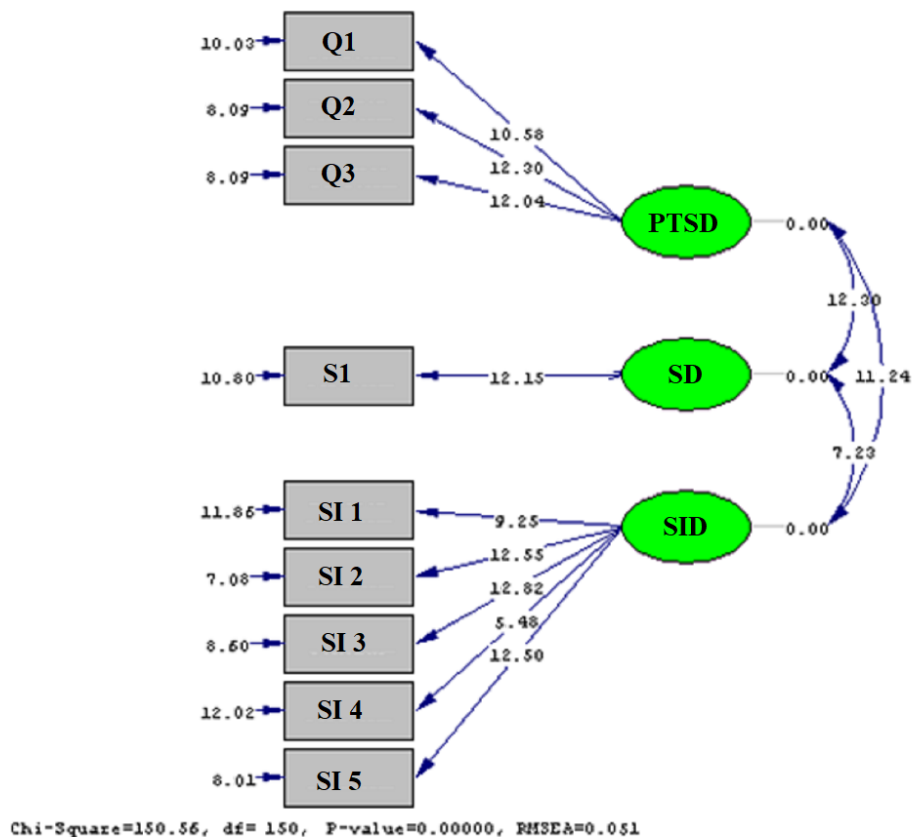 10.03 Q1
8.09 Q2
10.58
12.30
8.09 Q3
12.04
PTSD 0.00
12.30
10.80 S1 12.15 SD 0.00 11.24
7.23
11.86 SI 1
9.25 SID 0.00
12.55
7.08 SI 2
12.82
5.48
8.60 SI 3
12.50
12.02 SI 4
8.01 SI 5
Chi-Square=150.56, df= 150, P-value=0.00000, RMSEA=0.051